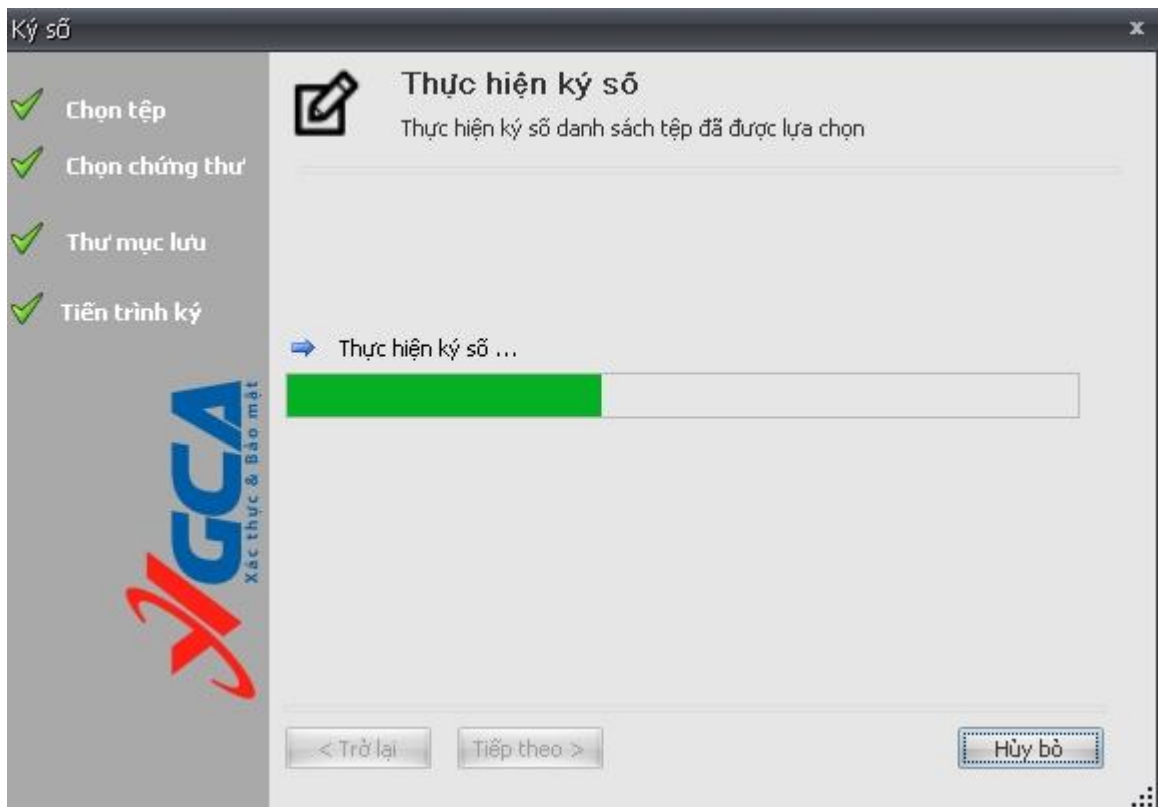 Ký số
x
Chọn tệp
Chọn chứng thư
Thư mục lưu
Tiến trình ký
GCA
Xác thực & Bảo mật
Thực hiện ký số
Thực hiện ký số danh sách tệp đã được lựa chọn
Thực hiện ký số ...
< Trở lại
Tiếp theo >
Hủy bỏ